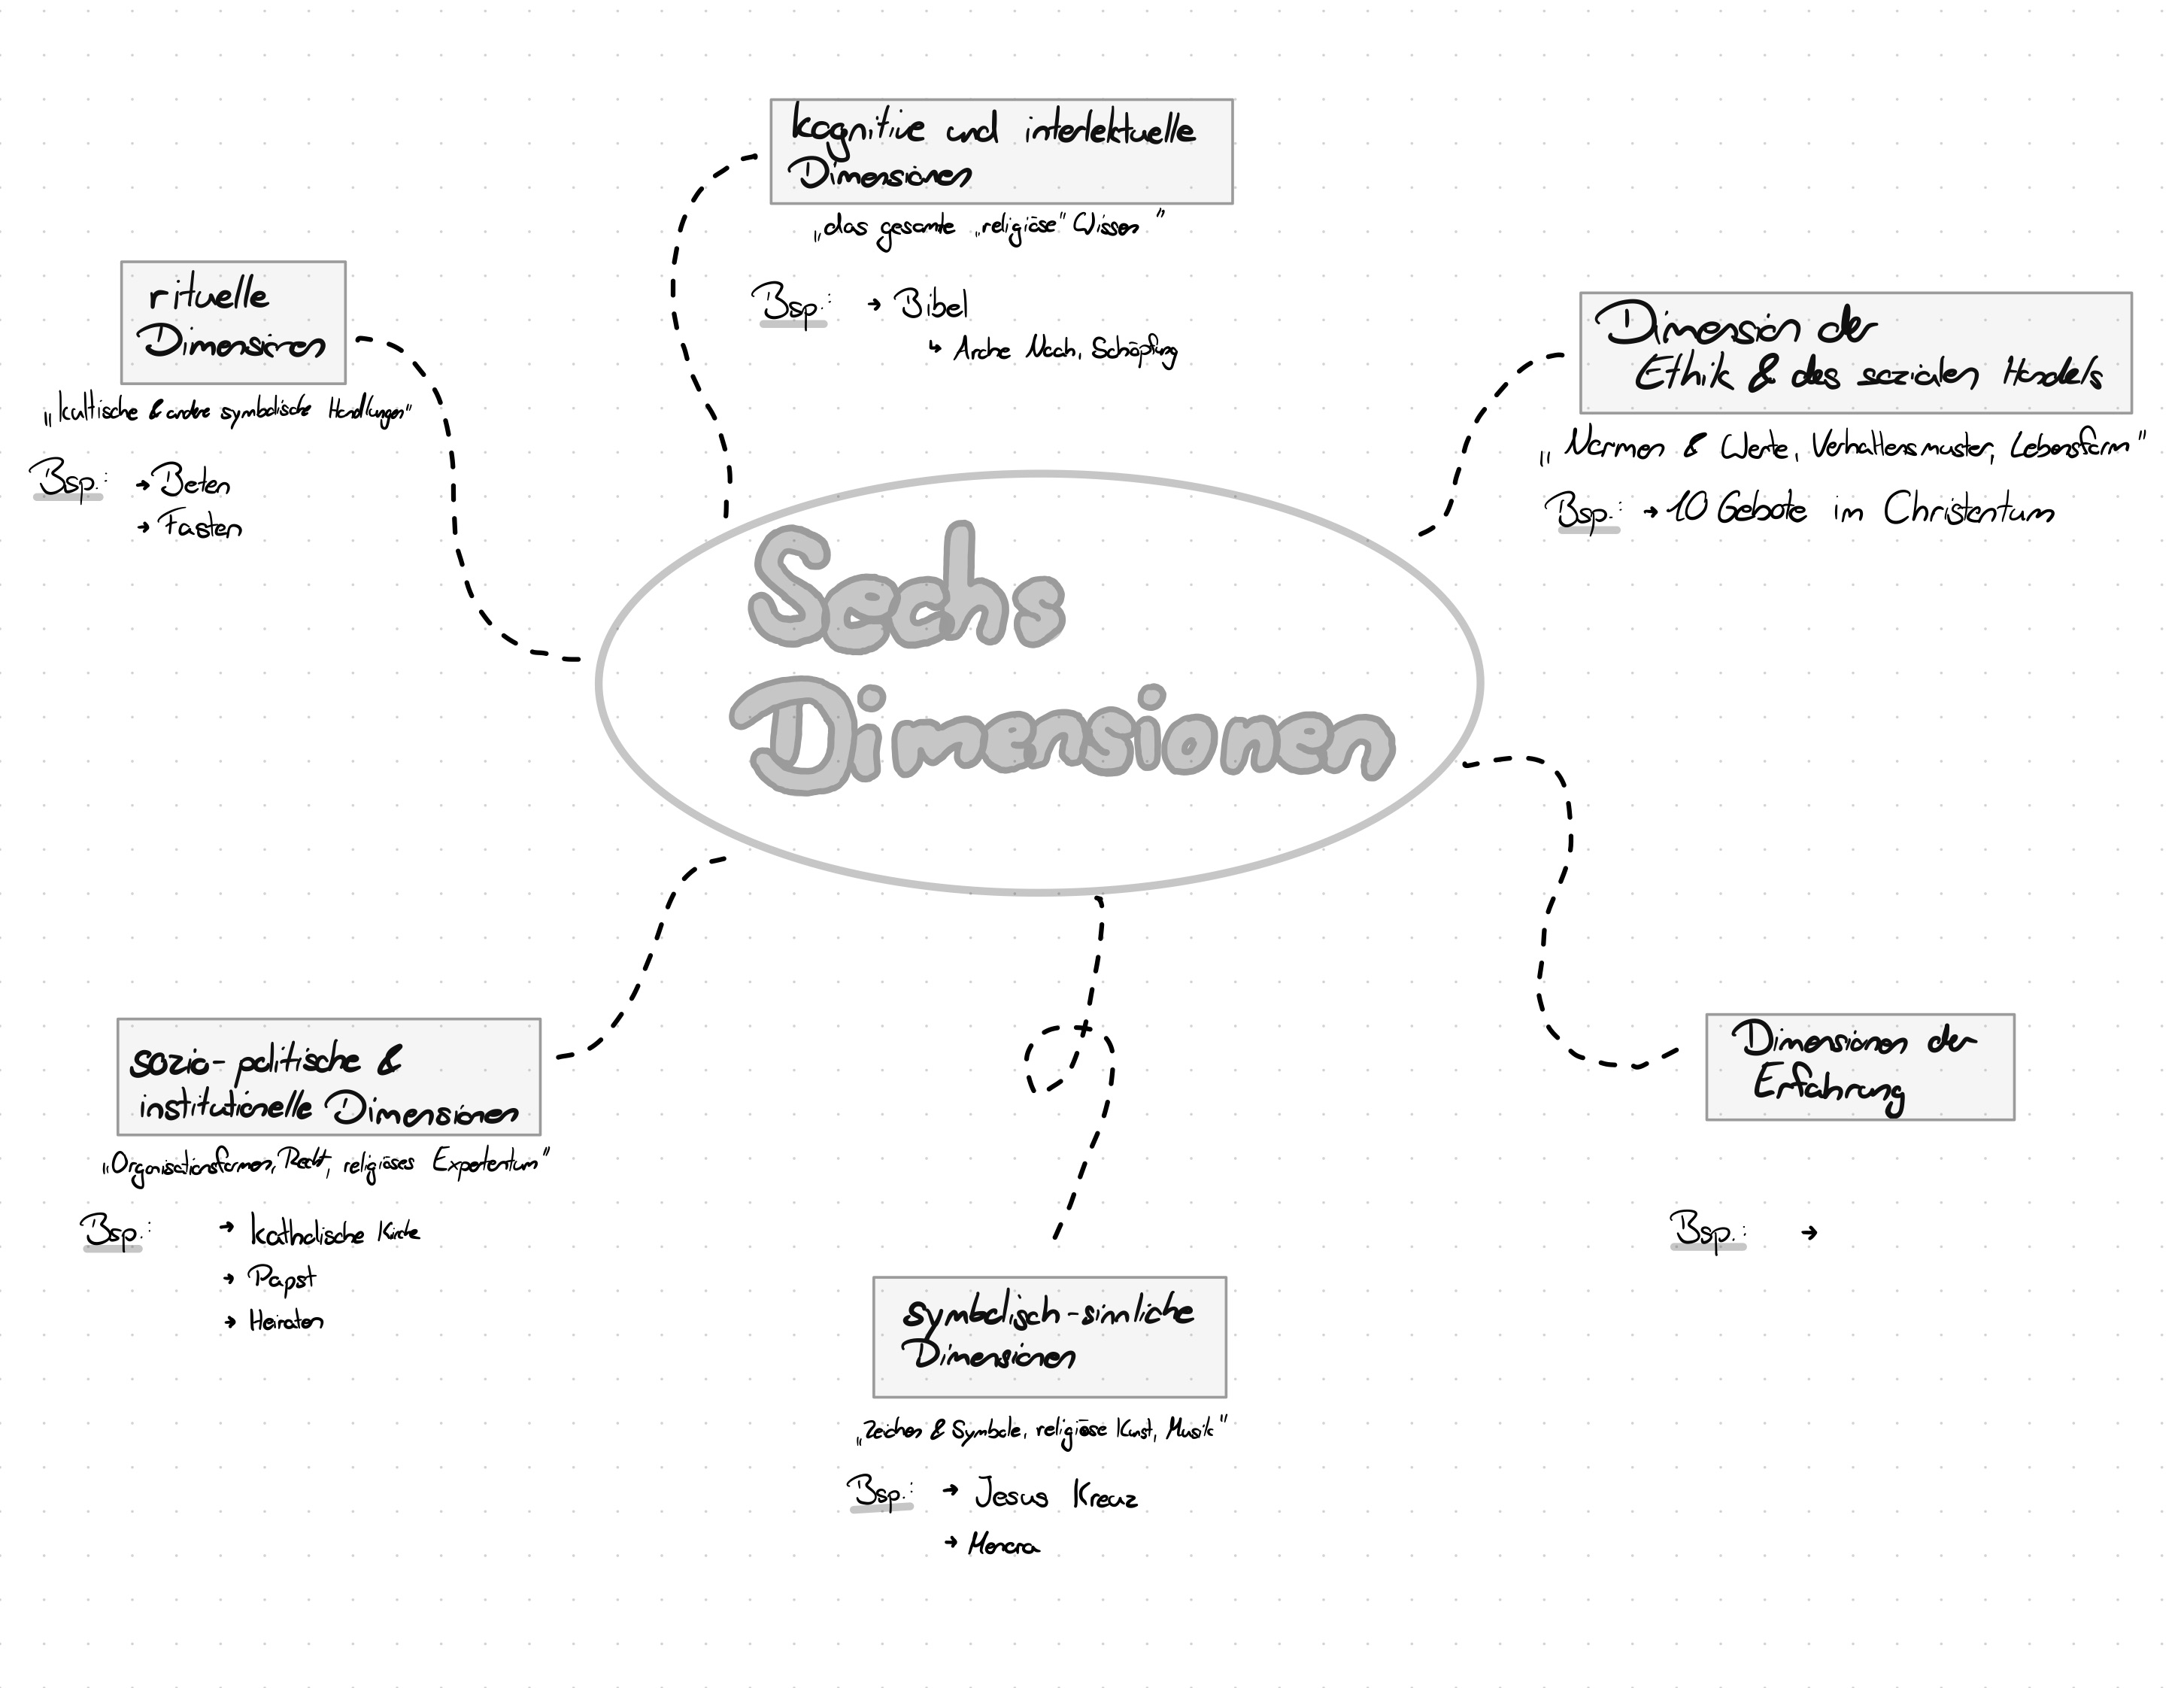 kognitive und interlektuelle
Dimensionen
„das gesamte „religiöse" Wissen"
Bsp.: → Bibel
↳ Arche Noah, Schöpfung
rituelle
Dimensionen
„kultische & andere symbolische Handlungen"
Bsp.: → Beten
→ Fasten
Dimension der
Ethik & des sozialen Handels
„Normen & Werte, Verhaltensmuster, Lebensform"
Bsp.: → 10 Gebote im Christentum
Sechs
Dimensionen
sozio-politische &
institutionelle Dimensionen
„Organisationsformen, Recht, religiöses Expertentum"
Bsp.: → katholische Kirche
→ Papst
→ Heiraten
Dimensionen der
Erfahrung
Bsp.: →
symbolisch-sinnliche
Dimensionen
„Zeichen & Symbole, religiöse Kunst, Musik"
Bsp.: → Jesus Kreuz
→ Menora